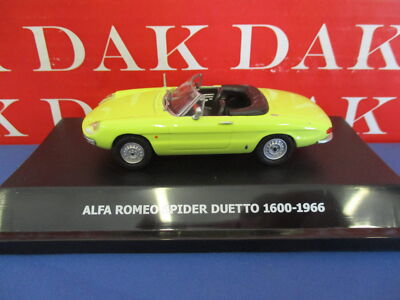 DAK DAK DAK
ALFA ROMEO SPIDER DUETTO 1600-1966